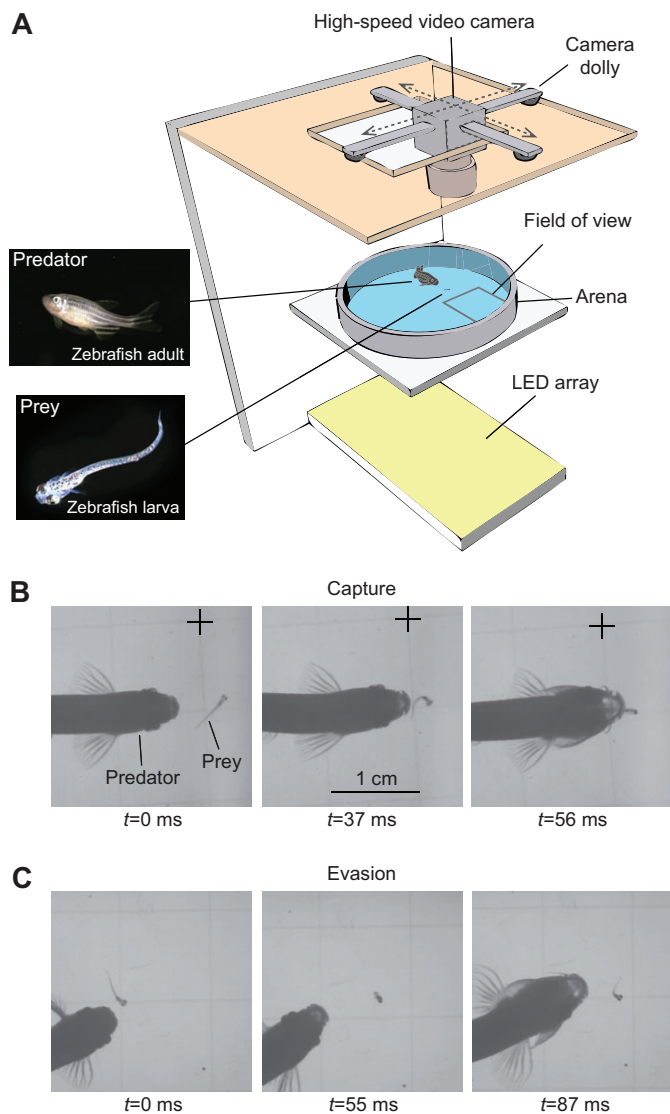 A
High-speed video camera
Camera
dolly
Field of view
Arena
LED array
Predator
Zebrafish adult
Prey
Zebrafish larva
B
Capture
Predator
Prey
1 cm
t=0 ms
t=37 ms
t=56 ms
C
Evasion
t=0 ms
t=55 ms
t=87 ms